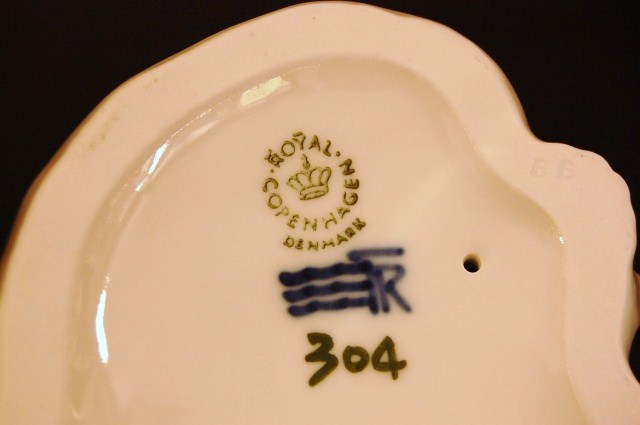 ROYAL
COPENHAGEN
DENMARK
R
304